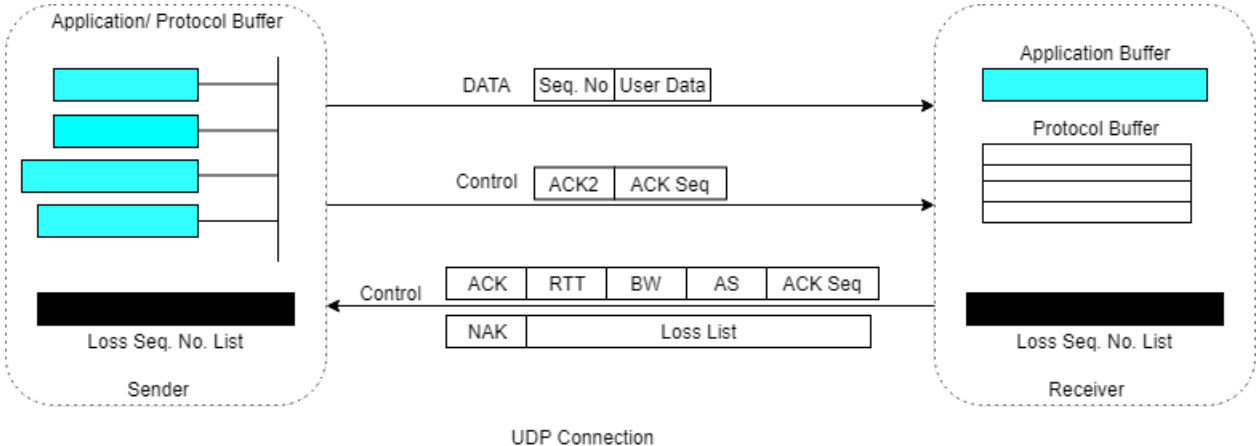 Application/ Protocol Buffer
DATA
Seq. No User Data
Control
ACK2 ACK Seq
Control
ACK RTT BW AS ACK Seq
NAK Loss List
Loss Seq. No. List
Sender
Application Buffer
Protocol Buffer
Loss Seq. No. List
Receiver
UDP Connection